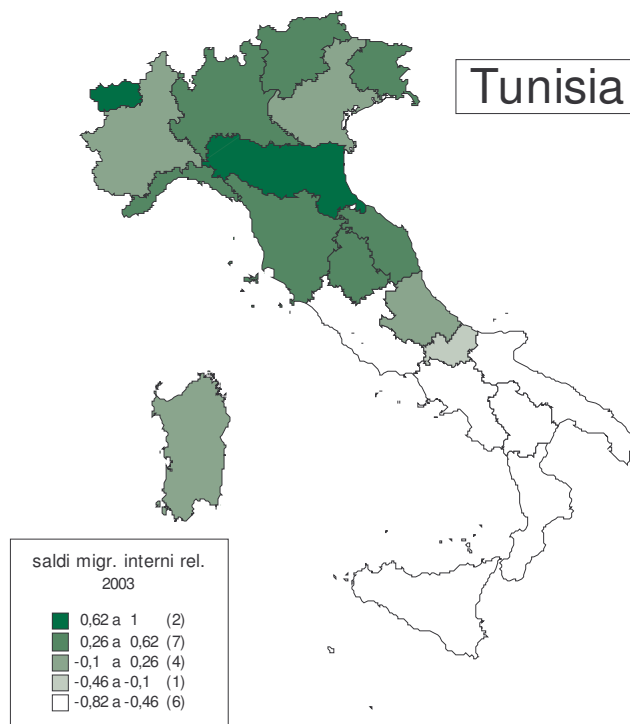 Tunisia
saldi migr. interni rel.
2003
0,62 a 1 (2)
0,26 a 0,62 (7)
-0,1 a 0,26 (4)
-0,46 a -0,1 (1)
-0,82 a -0,46 (6)